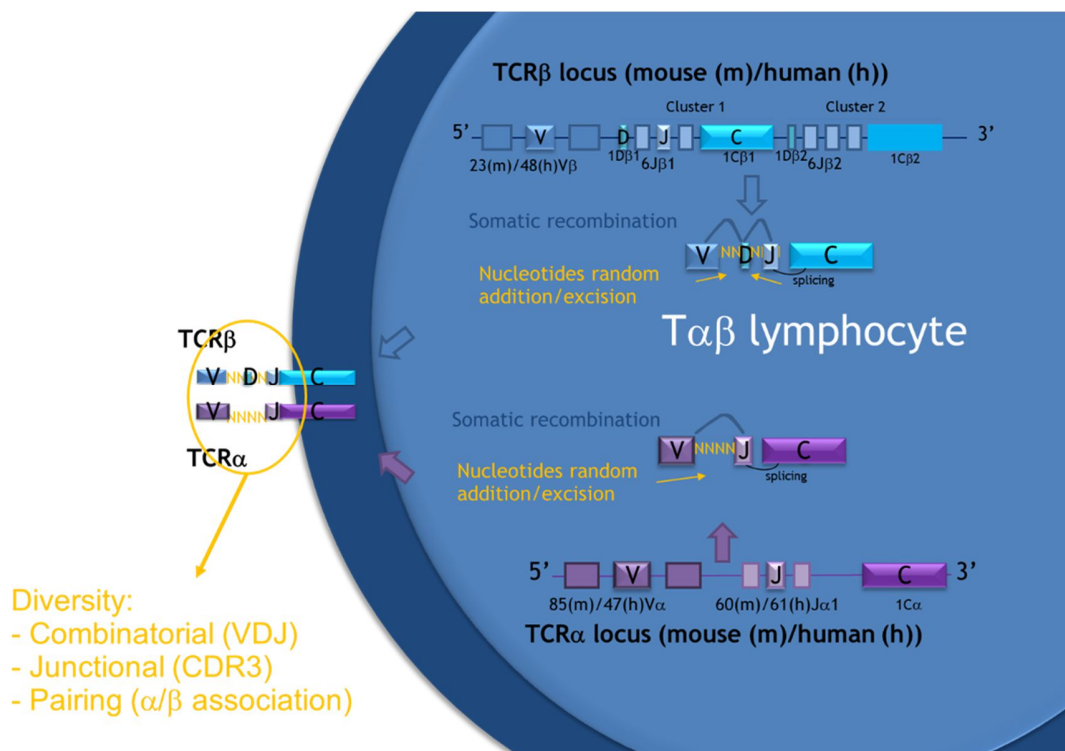 TCRβ locus (mouse (m)/human (h))
Cluster 1
Cluster 2
5’
V
D
J
C
3’
23(m)/48(h)Vβ
1Dβ1
6Jβ1
1Cβ1
1Dβ2
6Jβ2
1Cβ2
Somatic recombination
V
NN
D
NN
J
C
splicing
Nucleotides random
addition/excision
Tαβ lymphocyte
TCRβ
V
NN
D
NN
J
C
V
NNNN
J
C
TCRα
Somatic recombination
V
NNNN
J
C
splicing
Nucleotides random
addition/excision
5’
V
J
C
3’
85(m)/47(h)Vα
60(m)/61(h)Jα1
1Cα
TCRα locus (mouse (m)/human (h))
Diversity:
- Combinatorial (VDJ)
- Junctional (CDR3)
- Pairing (α/β association)